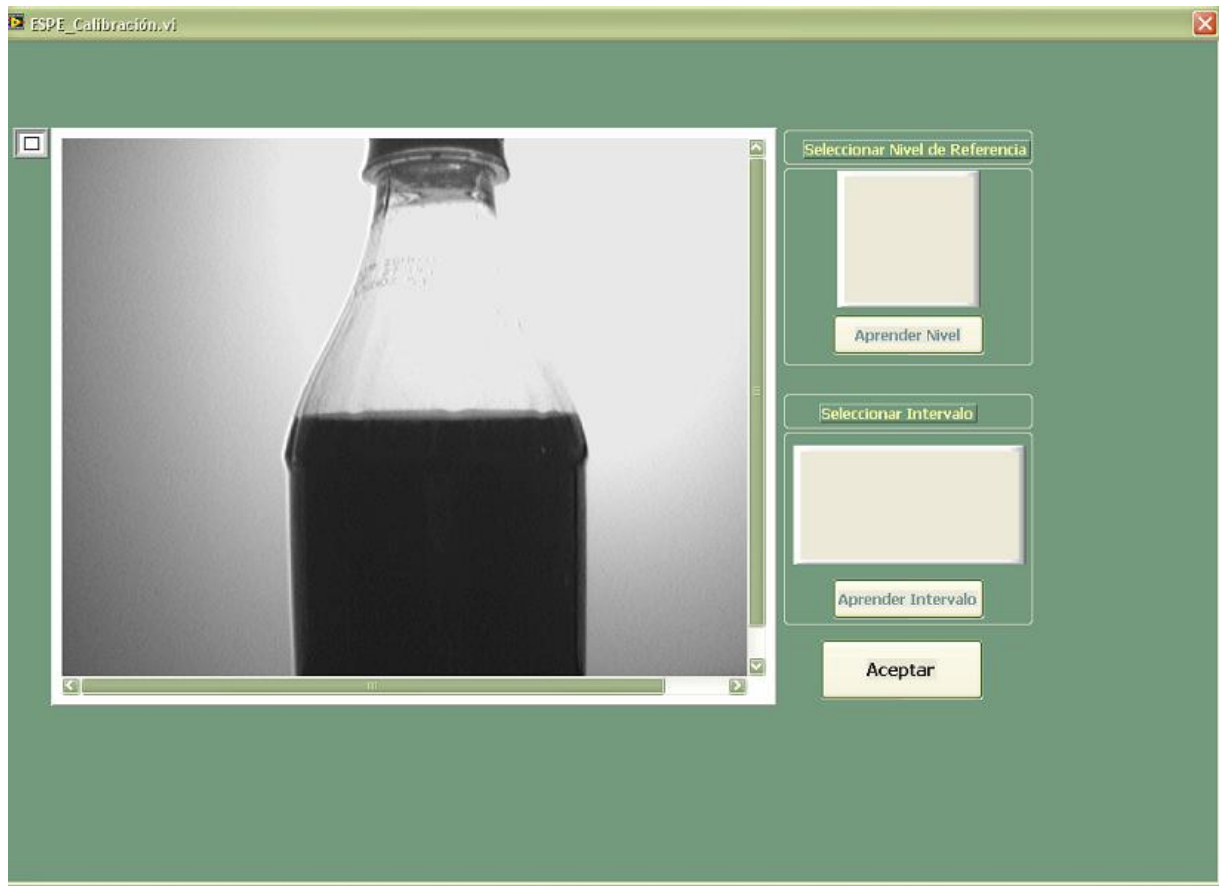 ESPE_Calibración.vi
Seleccionar Nivel de Referencia
Aprender Nivel
Seleccionar Intervalo
Aprender Intervalo
Aceptar